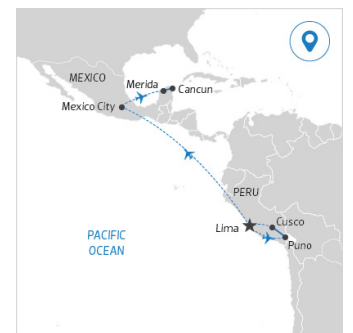 MEXICO
Merida
Cancun
Mexico City
PERU
Lima
Cusco
Puno
PACIFIC
OCEAN